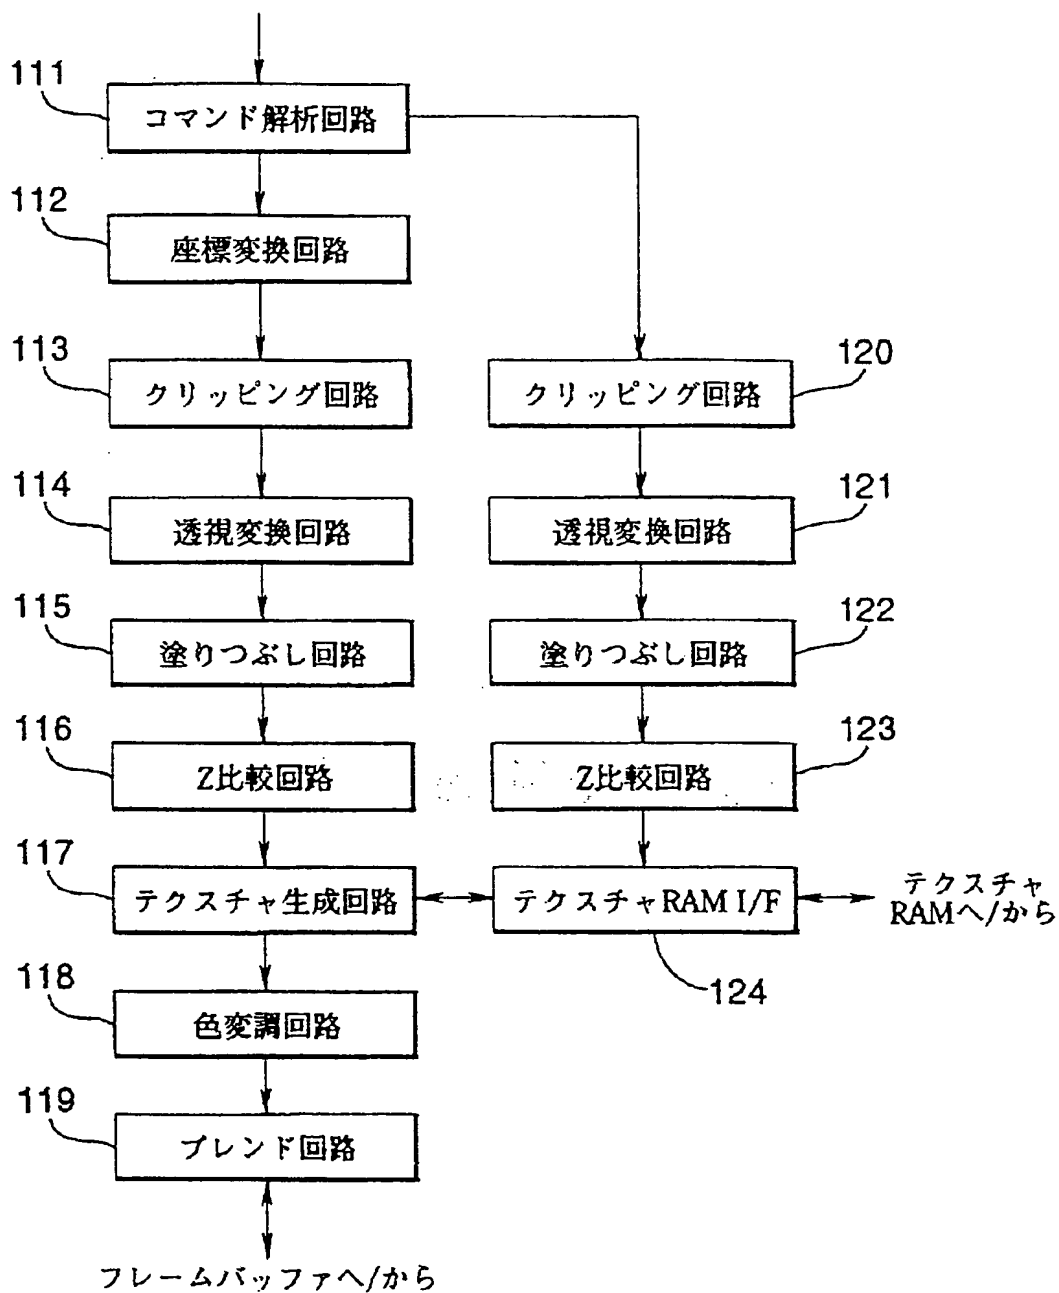 111
コマンド解析回路
112
座標変換回路
113
クリッピング回路
120
クリッピング回路
114
透視変換回路
121
透視変換回路
115
塗りつぶし回路
122
塗りつぶし回路
116
Z比較回路
123
Z比較回路
117
テクスチャ生成回路
テクスチャRAM I/F
124
テクスチャ
RAMへ/から
118
色変調回路
119
ブレンド回路
フレームバッファへ/から